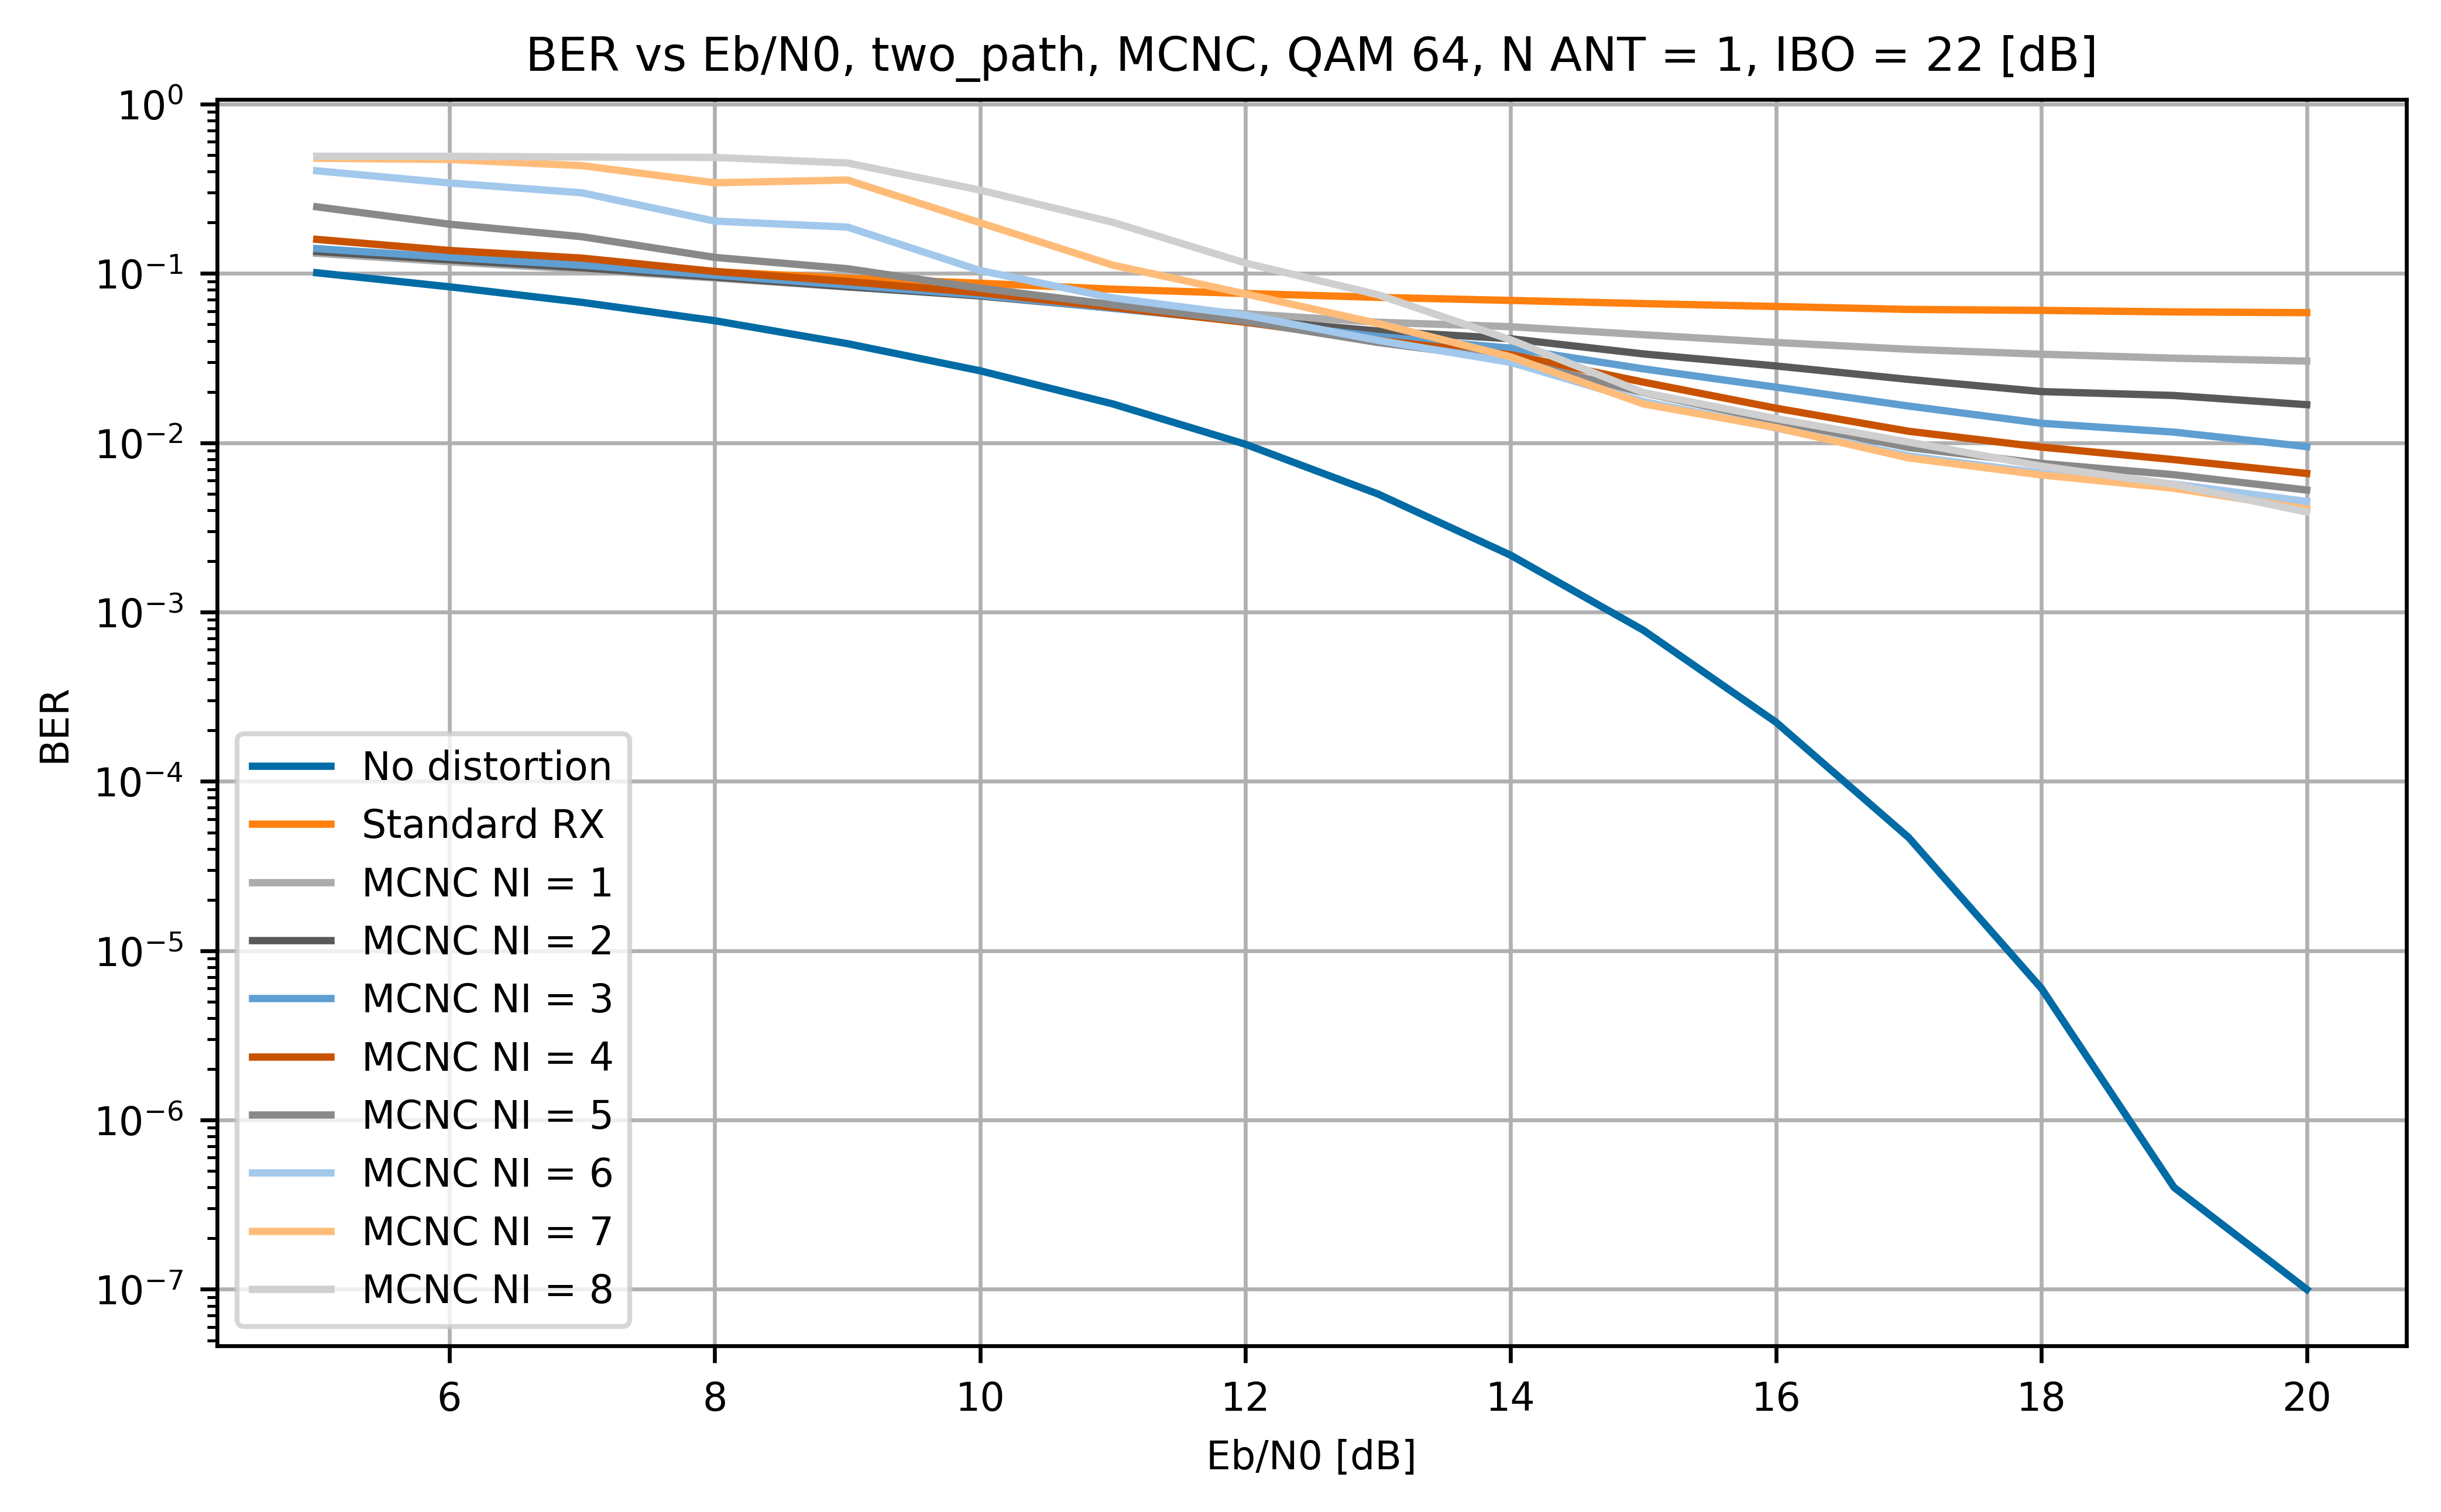 BER vs Eb/N0, two_path, MCNC, QAM 64, N ANT = 1, IBO = 22 [dB]
10⁰
10⁻¹
10⁻²
10⁻³
10⁻⁴
10⁻⁵
10⁻⁶
10⁻⁷
BER
No distortion
Standard RX
MCNC NI = 1
MCNC NI = 2
MCNC NI = 3
MCNC NI = 4
MCNC NI = 5
MCNC NI = 6
MCNC NI = 7
MCNC NI = 8
6 8 10 12 14 16 18 20
Eb/N0 [dB]